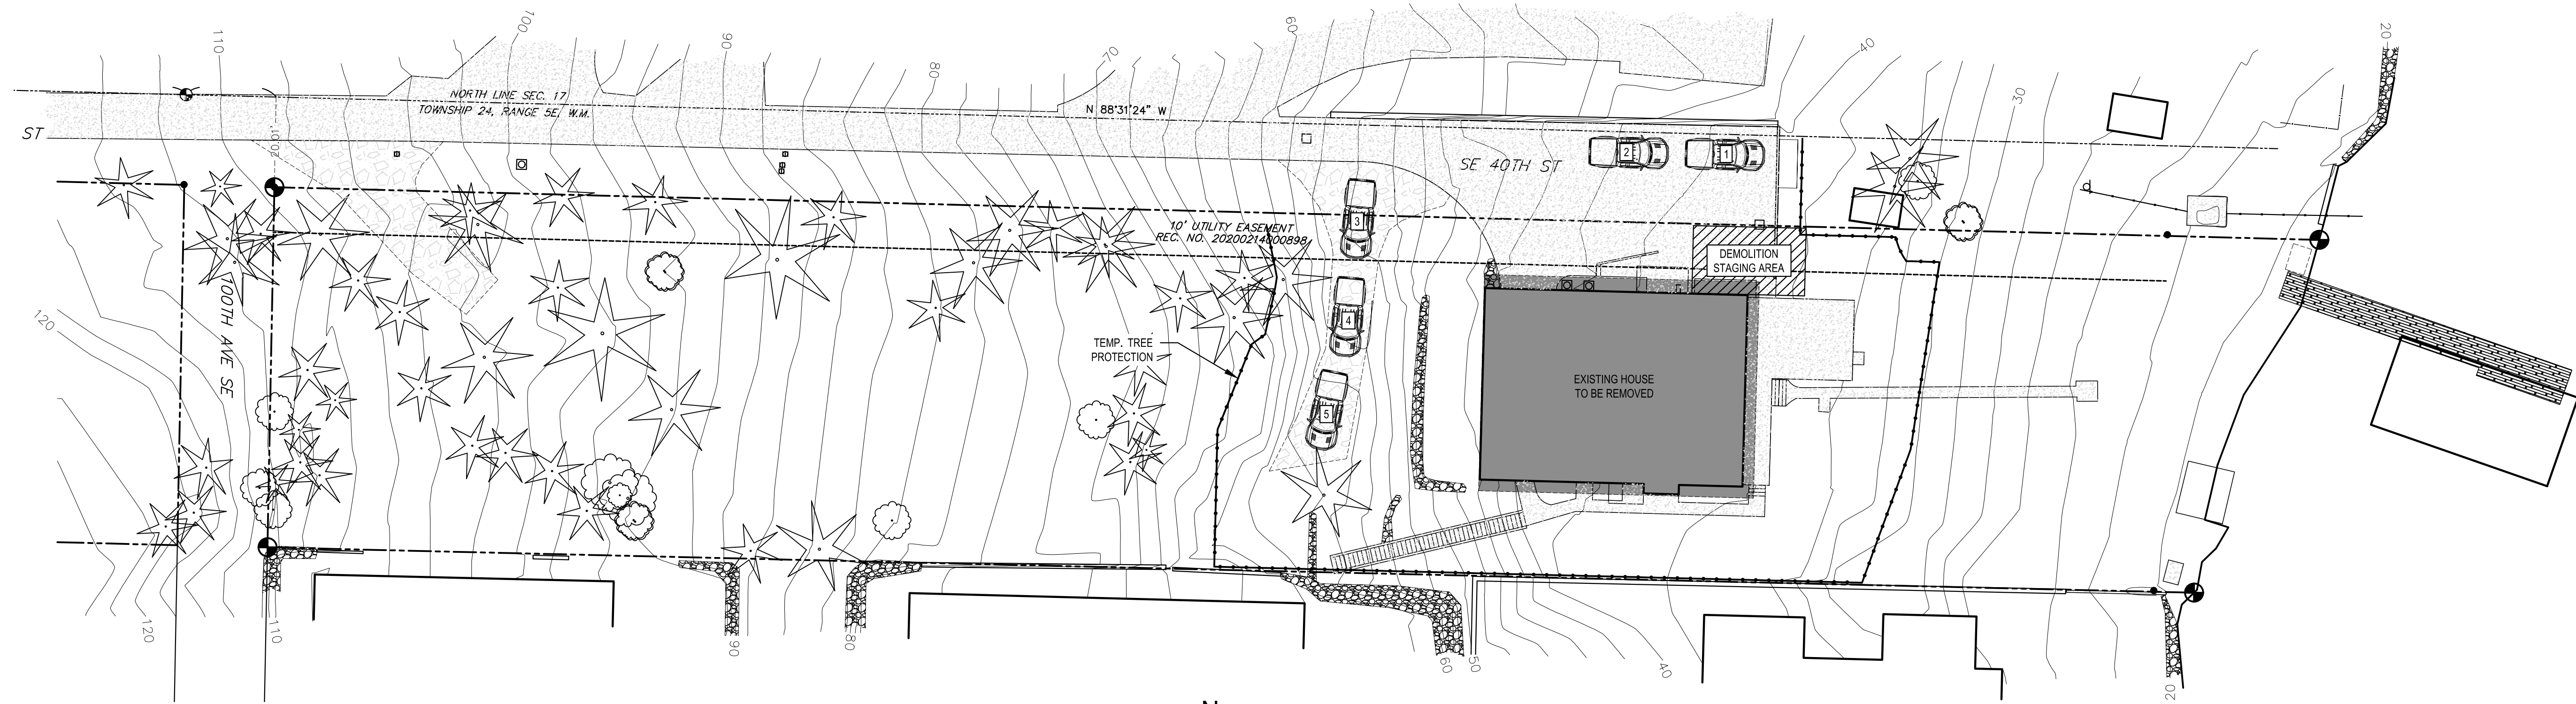 110
100
90
80
70
60
40
30
20
NORTH LINE SEC. 17
TOWNSHIP 24, RANGE 5E, W.M.
N 88°31'24" W
ST
SE 40TH ST
2
1
3
4
5
10' UTILITY EASEMENT
REC. NO. 20200214000898
DEMOLITION
STAGING AREA
100TH AVE SE
120
TEMP. TREE
PROTECTION
EXISTING HOUSE
TO BE REMOVED
120
110
90
80
60
50
40
20
N